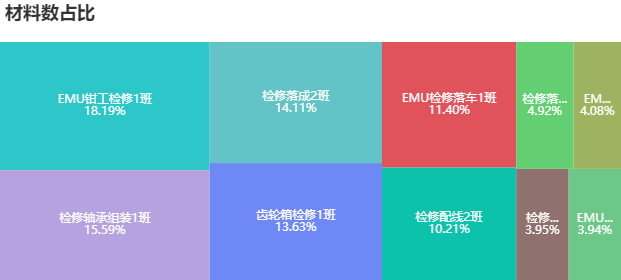 材料数占比
EMU钳工检修1班
18.19%
检修落成2班
14.11%
EMU检修落车1班
11.40%
检修落...
4.92%
EM...
4.08%
检修轴承组装1班
15.59%
齿轮箱检修1班
13.63%
检修配线2班
10.21%
检修...
3.95%
EMU...
3.94%